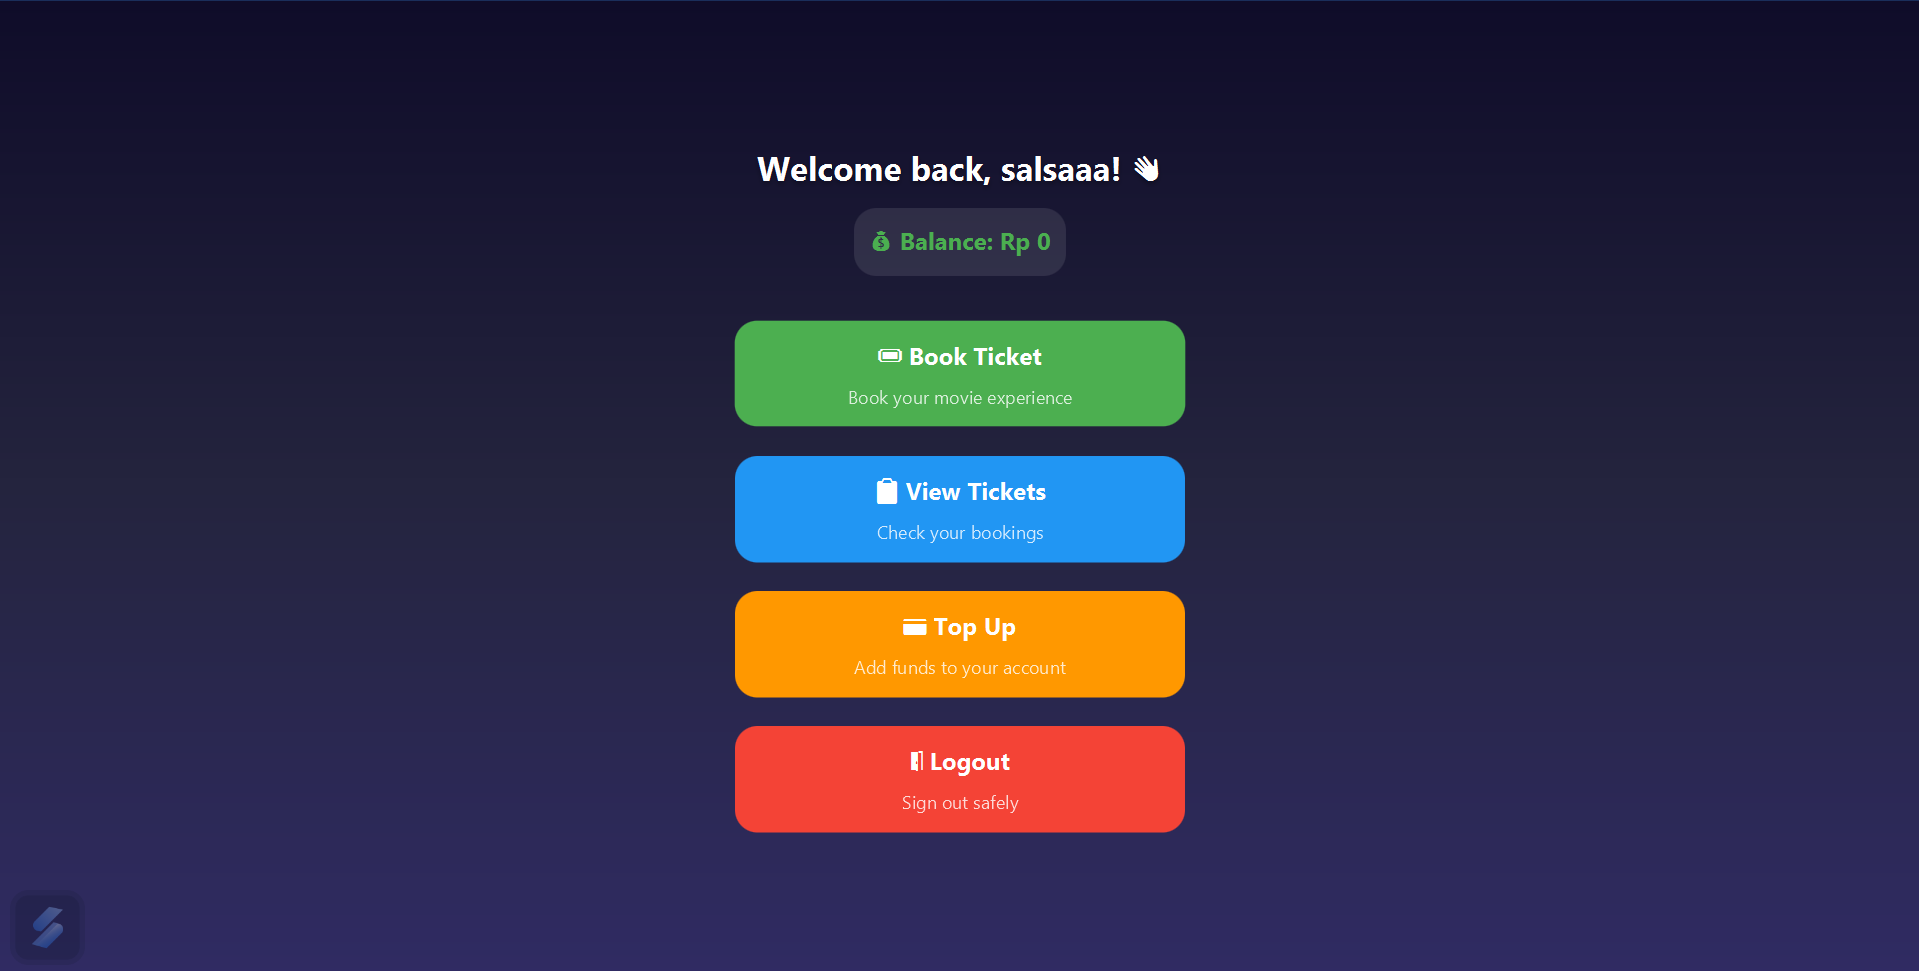 Welcome back, salsaaa! 👋
💰 Balance: Rp 0
🎟 Book Ticket
Book your movie experience
📋 View Tickets
Check your bookings
💳 Top Up
Add funds to your account
🚪 Logout
Sign out safely